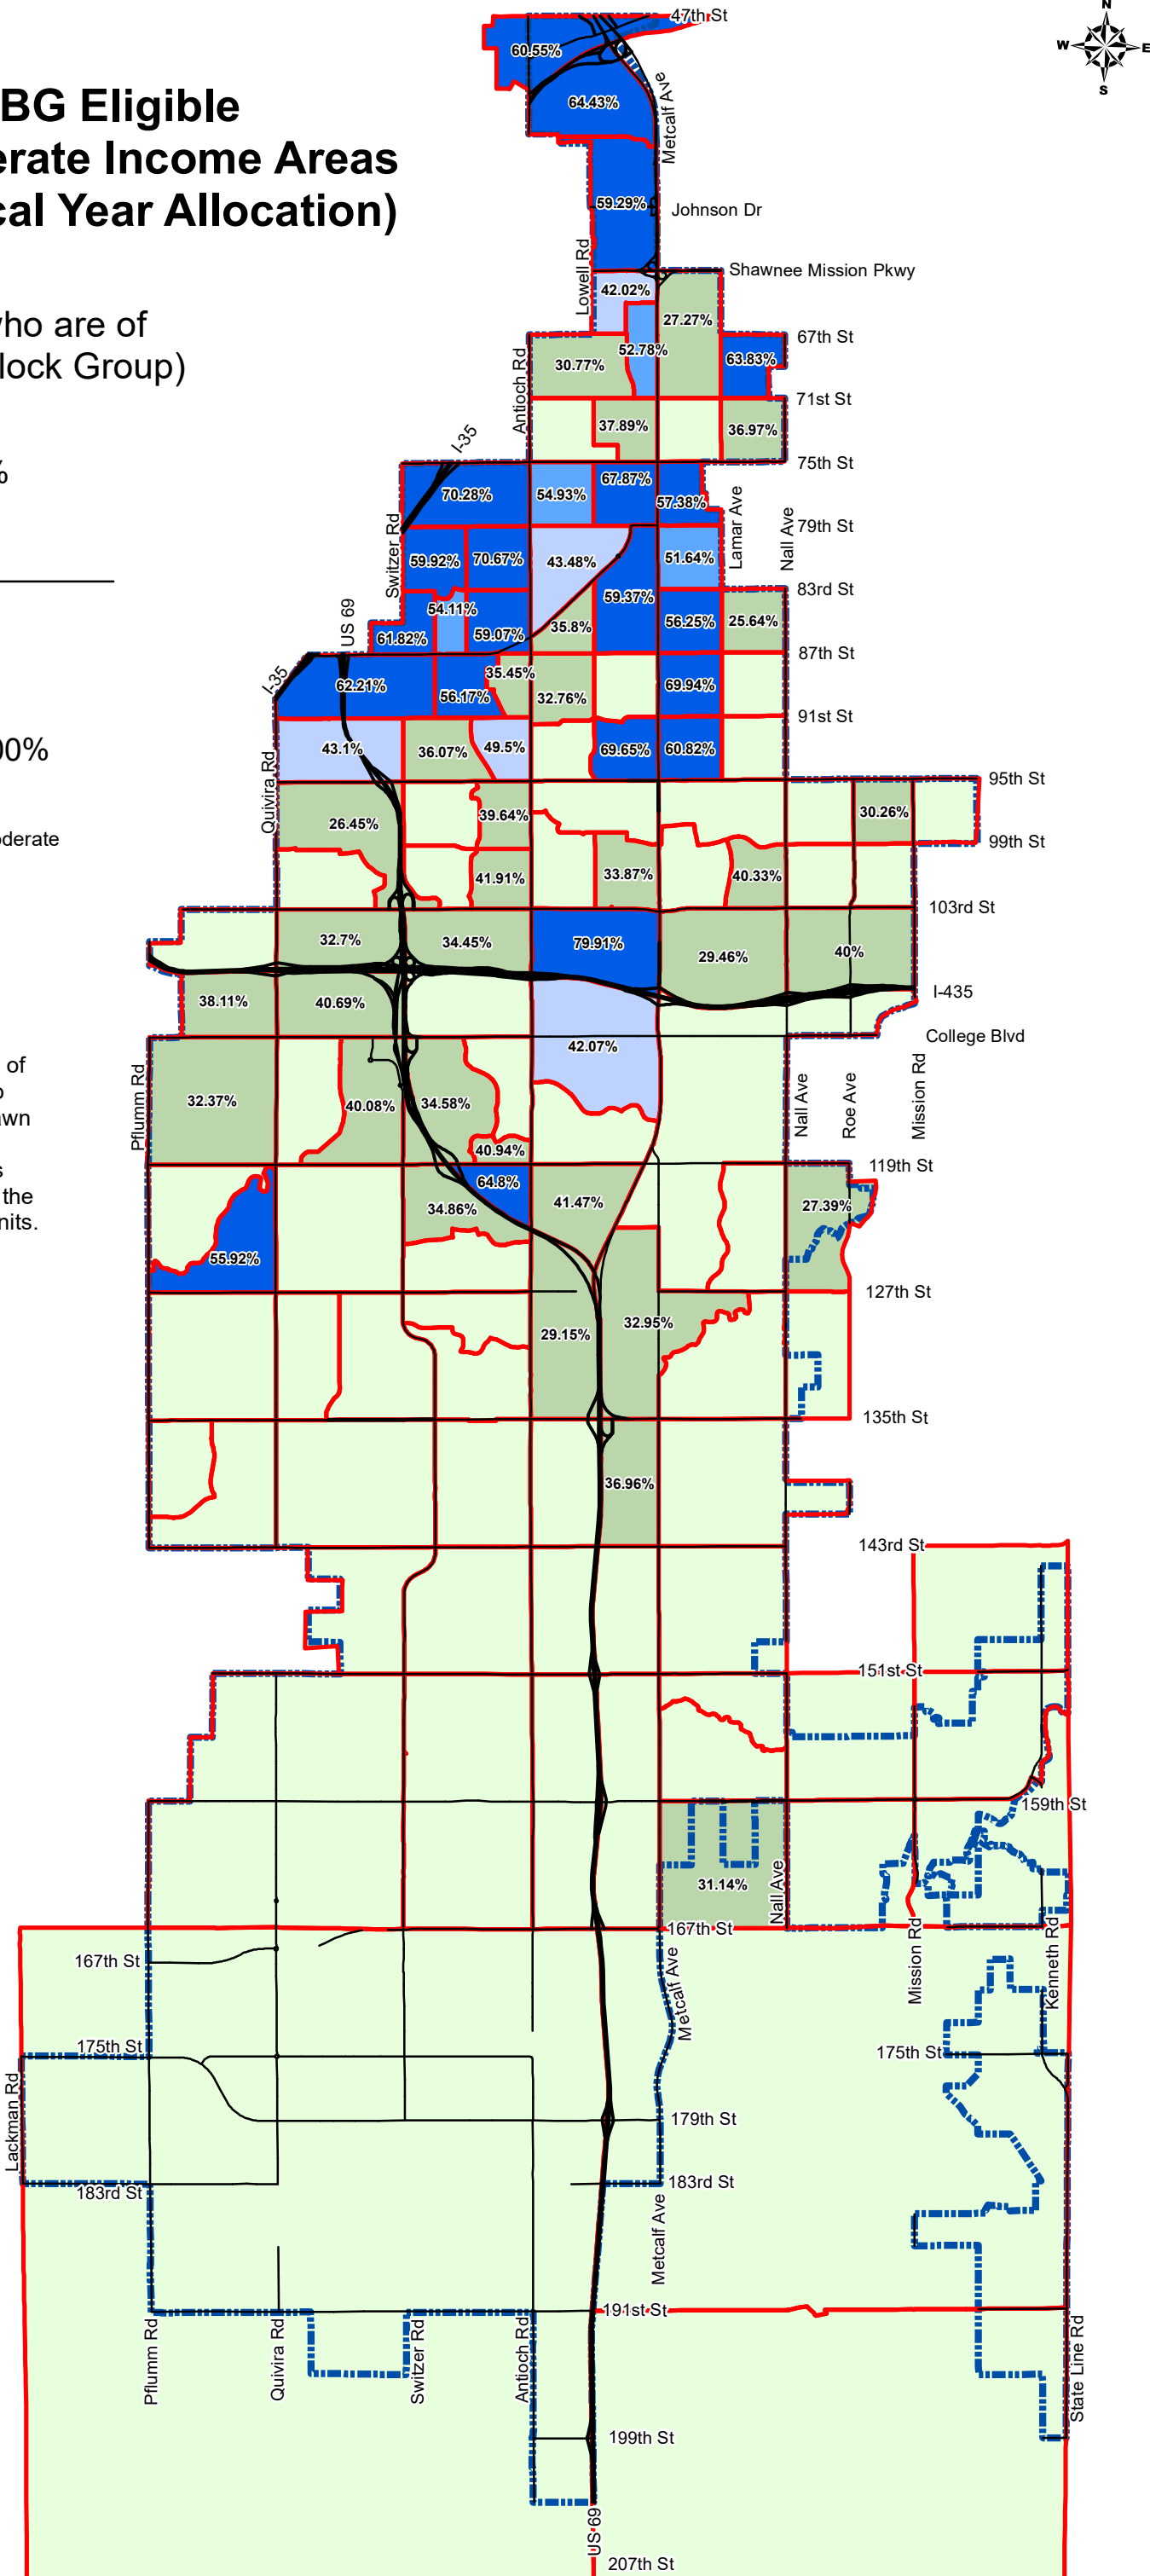 47th St
N
W
E
S
60.55%
Metcalf Ave
64.43%
BG Eligible
erate Income Areas
cal Year Allocation)
59.29%
Johnson Dr
Lowell Rd
Shawnee Mission Pkwy
42.02%
who are of
27.27%
67th St
lock Group)
52.78%
30.77%
63.83%
Antioch Rd
71st St
37.89%
36.97%
I-35
75th St
%
67.87%
70.28%
54.93%
57.38%
Switzer Rd
Lamar Ave
Nall Ave
79th St
59.92%
70.67%
43.48%
51.64%
83rd St
59.37%
54.11%
US 69
61.82%
59.07%
35.8%
56.25%
25.64%
87th St
I-35
35.45%
62.21%
56.17%
32.76%
69.94%
91st St
00%
43.1%
36.07%
49.5%
69.65%
60.82%
Quivira Rd
95th St
oderate
26.45%
39.64%
30.26%
99th St
41.91%
33.87%
40.33%
103rd St
32.7%
34.45%
79.91%
29.46%
40%
38.11%
40.69%
I-435
College Blvd
42.07%
of
Pflumm Rd
32.37%
40.08%
34.58%
Nall Ave
Roe Ave
Mission Rd
awn
40.94%
s
119th St
the
64.8%
34.86%
41.47%
27.39%
nits.
55.92%
127th St
29.15%
32.95%
135th St
36.96%
143rd St
151st St
159th St
31.14%
Nall Ave
167th St
167th St
Metcalf Ave
Mission Rd
Kenneth Rd
175th St
175th St
Lackman Rd
179th St
183rd St
183rd St
Metcalf Ave
191st St
Pflumm Rd
Quivira Rd
Switzer Rd
Antioch Rd
State Line Rd
199th St
US 69
207th St